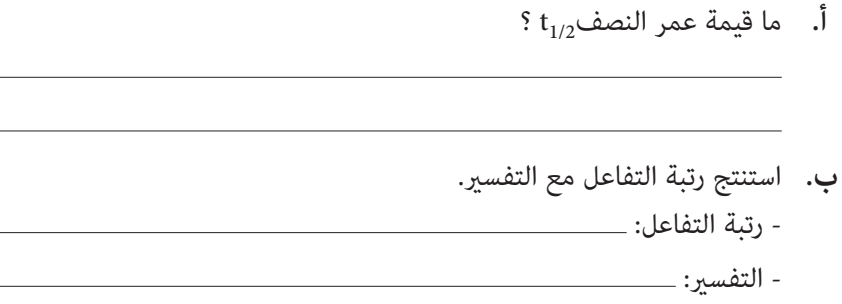 أ. ما قيمة عمر النصف t1/2 ؟
ب. استنتج رتبة التفاعل مع التفسير.
- رتبة التفاعل:
- التفسير: